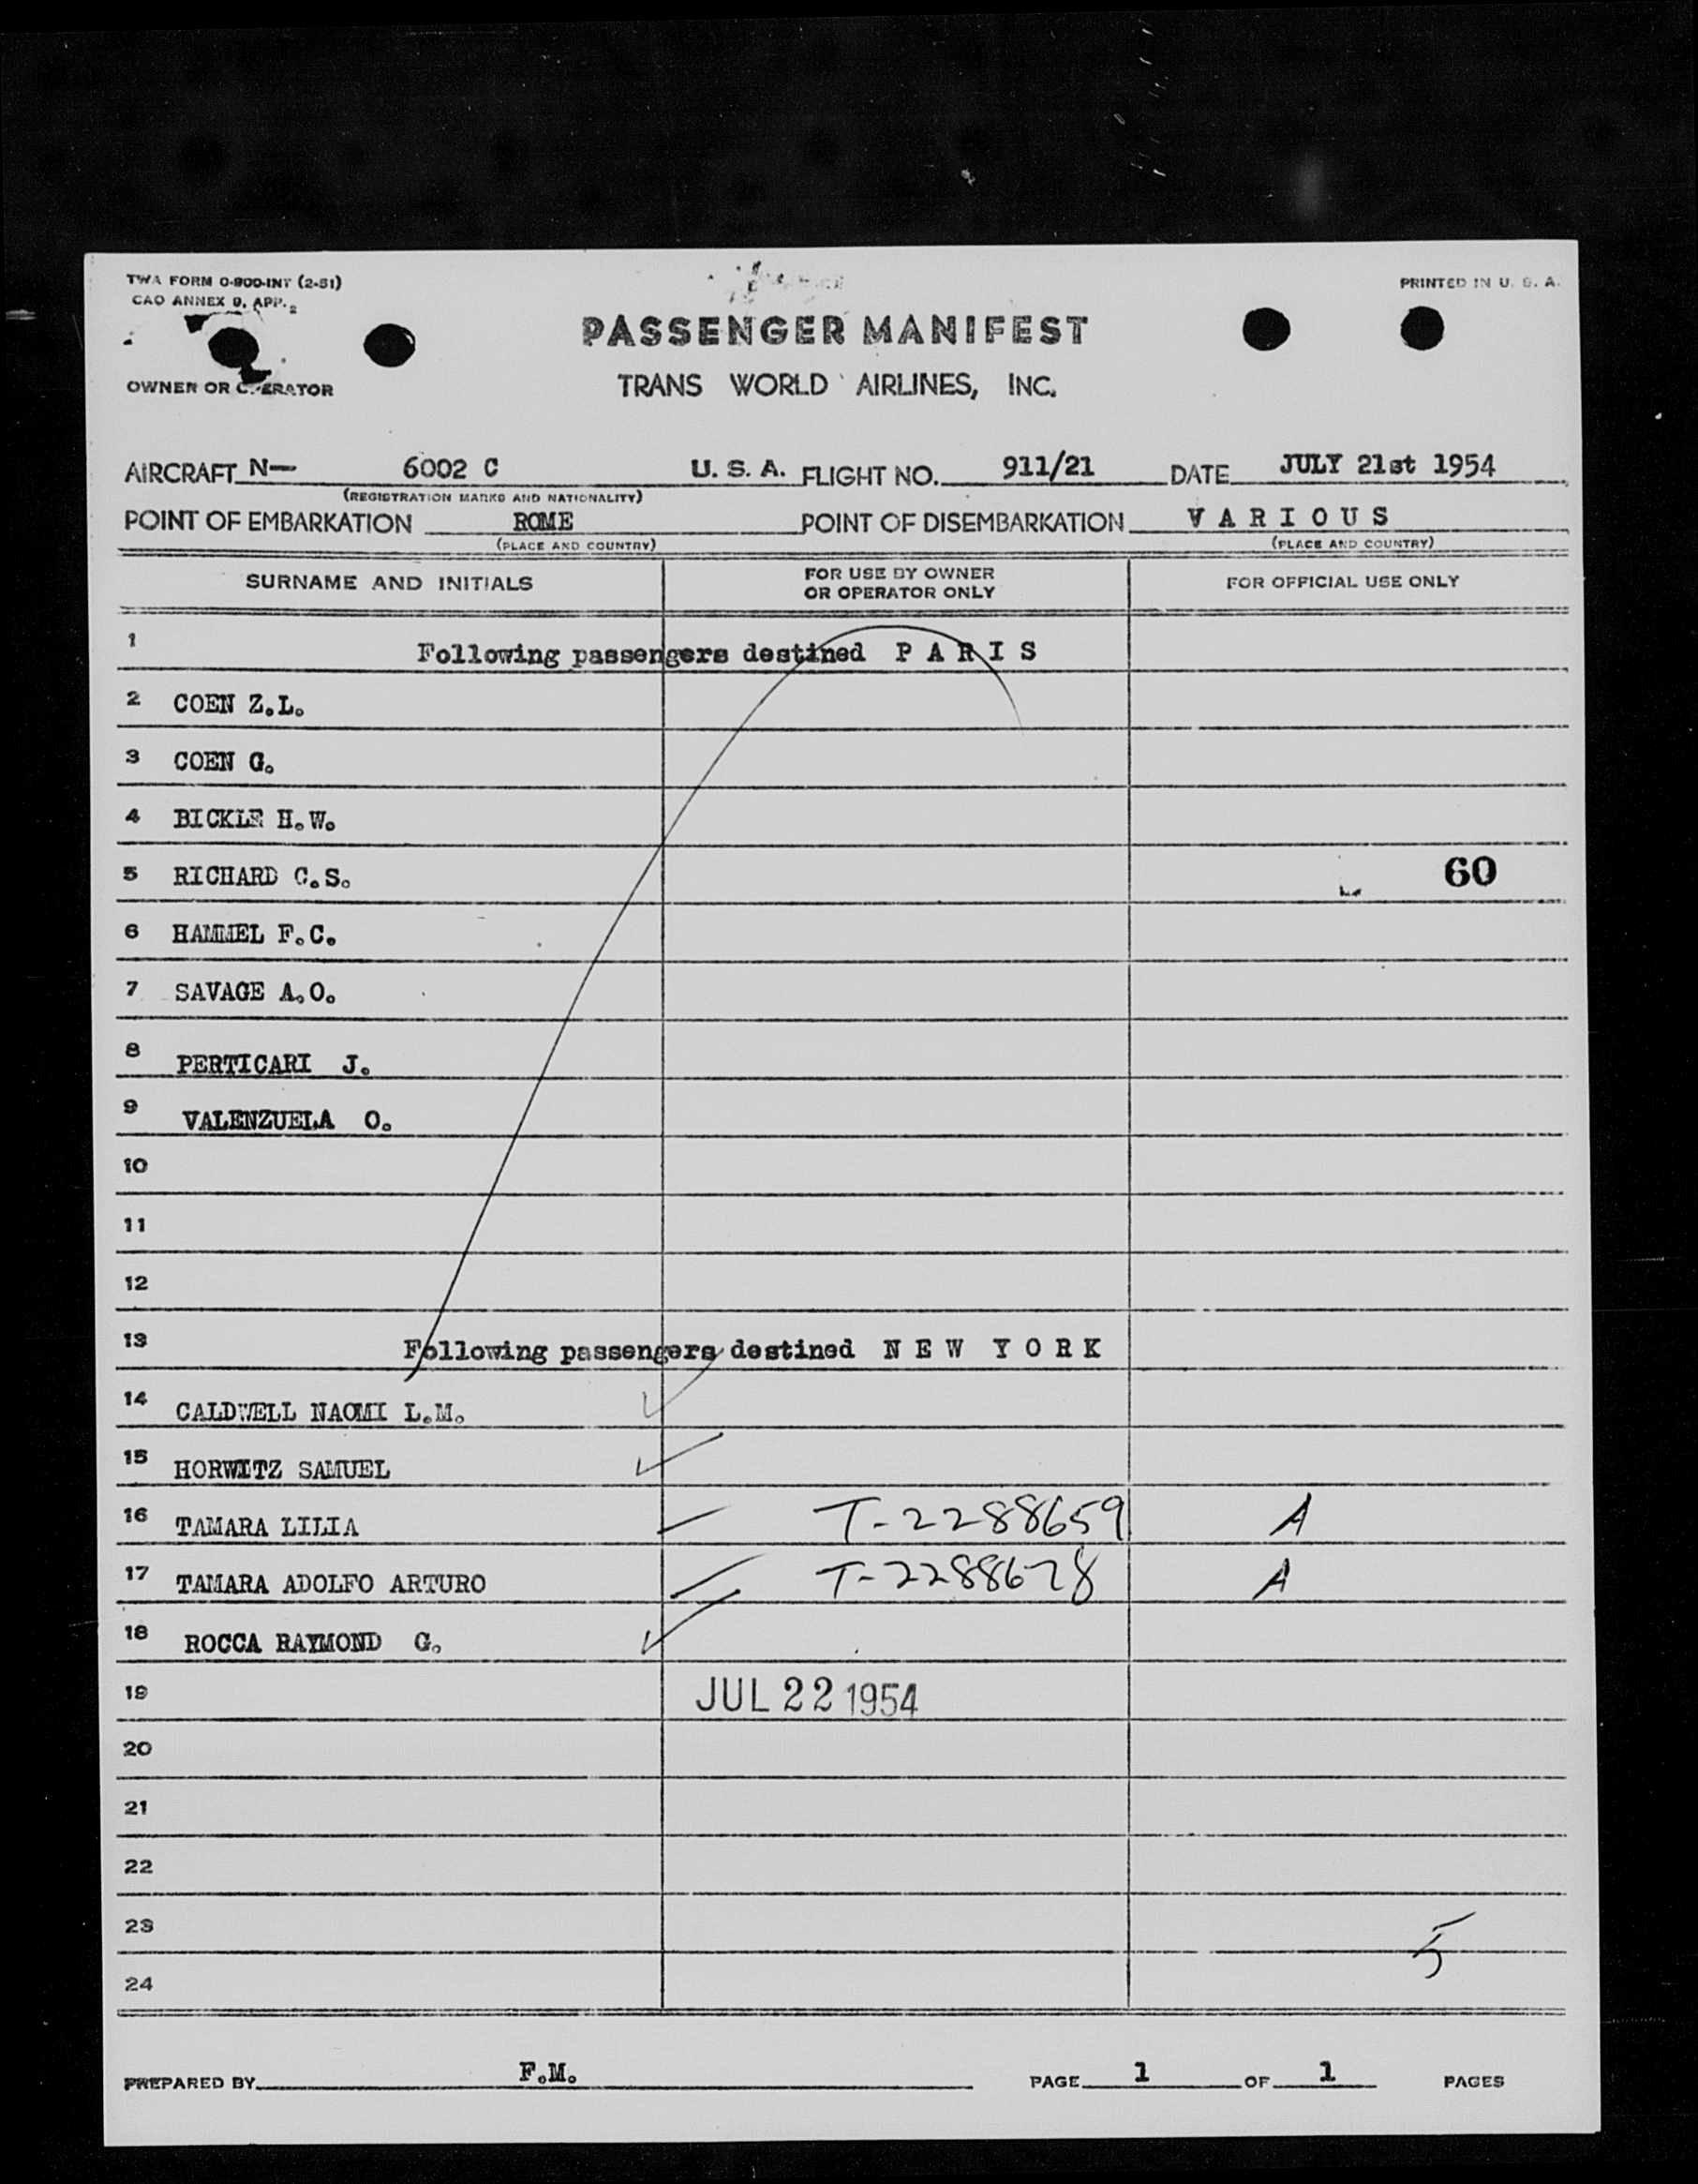 TWA FORM O-800-INT (2-51)
CAO ANNEX 9, APP. 2
PRINTED IN U. S. A.
PASSENGER MANIFEST
OWNER OR OPERATOR
TRANS WORLD AIRLINES, INC.
AIRCRAFT N— 6002 C U. S. A. FLIGHT NO. 911/21 DATE JULY 21st 1954
(REGISTRATION MARKS AND NATIONALITY)
POINT OF EMBARKATION ROME POINT OF DISEMBARKATION V A R I O U S
(PLACE AND COUNTRY) (PLACE AND COUNTRY)
SURNAME AND INITIALS FOR USE BY OWNER OR OPERATOR ONLY FOR OFFICIAL USE ONLY
1 Following passengers destined P A R I S
2 COEN Z.L.
3 COEN G.
4 BICKLE H.W.
5 RICHARD C.S. 60
6 HAMMEL F.C.
7 SAVAGE A.O.
8 PERTICARI J.
9 VALENZUELA O.
10
11
12
13 Following passengers destined N E W Y O R K
14 CALDWELL NAOMI L.M.
15 HORWITZ SAMUEL
16 TAMARA LILIA T-2288659 A
17 TAMARA ADOLFO ARTURO T-2288678 A
18 ROCCA RAYMOND G.
19 JUL 22 1954
20
21
22
23 5
24
PREPARED BY F.M. PAGE 1 OF 1 PAGES